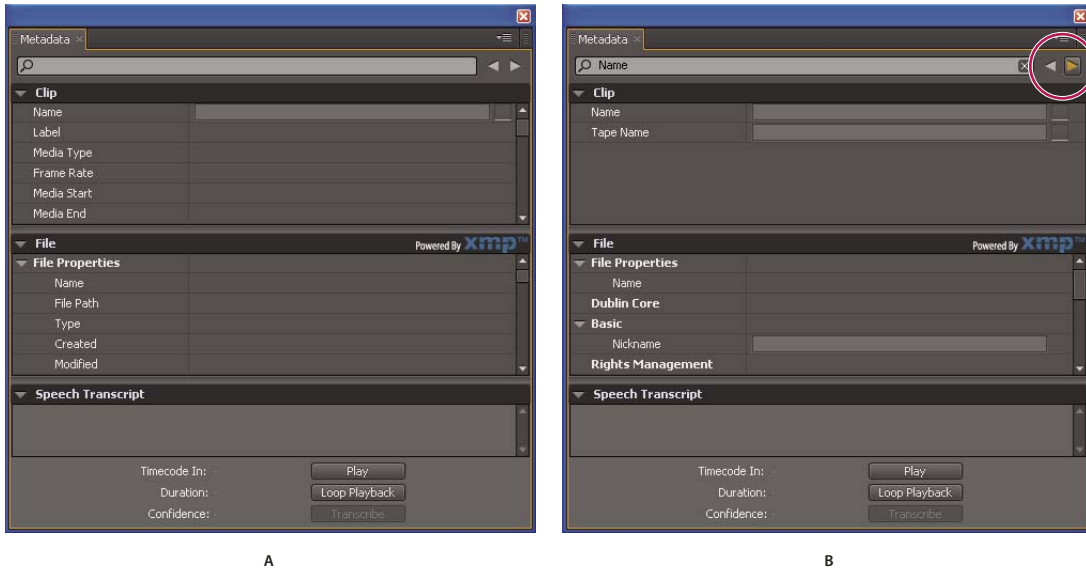 Metadata
Clip
Name
Label
Media Type
Frame Rate
Media Start
Media End
File
Powered By xmp™
File Properties
Name
File Path
Type
Created
Modified
Speech Transcript
Timecode In: -
Play
Duration: -
Loop Playback
Confidence: -
Transcribe
A
Metadata
Name
Clip
Name
Tape Name
File
Powered By xmp™
File Properties
Name
Dublin Core
Basic
Nickname
Rights Management
Speech Transcript
Timecode In: -
Play
Duration: -
Loop Playback
Confidence: -
Transcribe
B